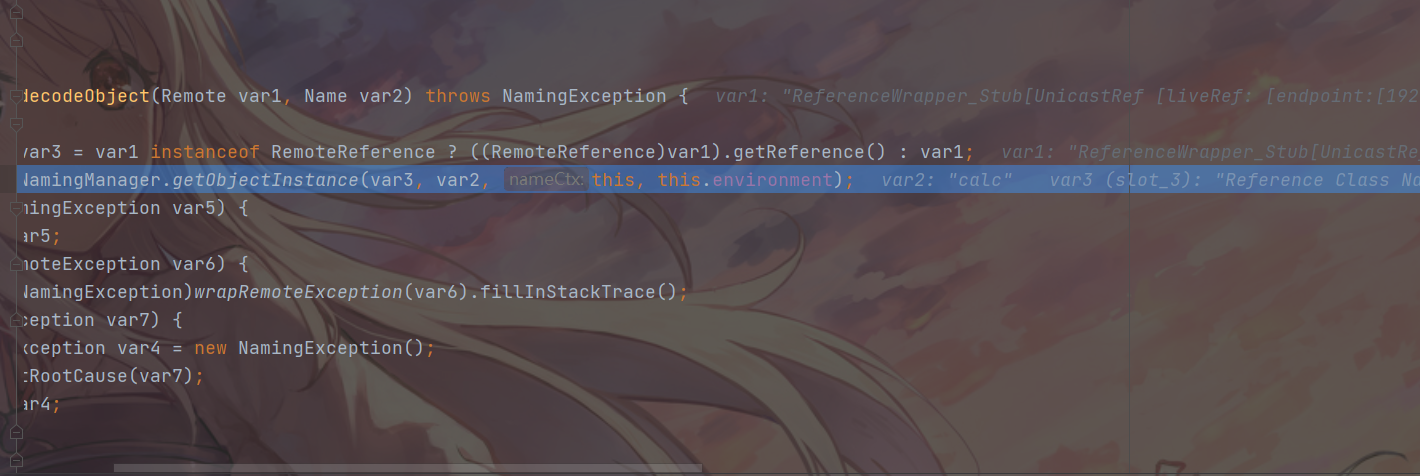 decodeObject(Remote var1, Name var2) throws NamingException {   var1: "ReferenceWrapper_Stub[UnicastRef [liveRef: [endpoint:[192
var3 = var1 instanceof RemoteReference ? ((RemoteReference)var1).getReference() : var1;   var1: "ReferenceWrapper_Stub[UnicastRe
NamingManager.getObjectInstance(var3, var2, nameCtx: this, this.environment);   var2: "calc"   var3 (slot_3): "Reference Class Na
mingException var5) {
ar5;
moteException var6) {
NamingException)wrapRemoteException(var6).fillInStackTrace();
ception var7) {
xception var4 = new NamingException();
tRootCause(var7);
ar4;